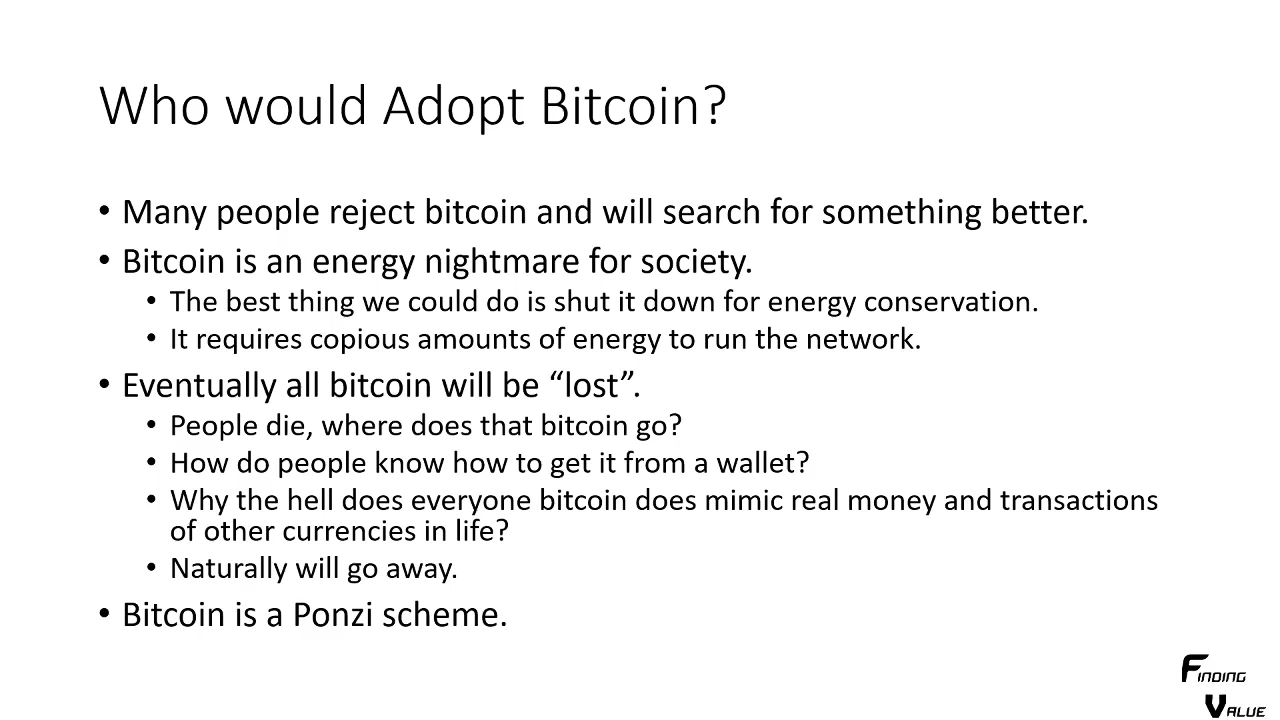 Who would Adopt Bitcoin?
• Many people reject bitcoin and will search for something better.
• Bitcoin is an energy nightmare for society.
• The best thing we could do is shut it down for energy conservation.
• It requires copious amounts of energy to run the network.
• Eventually all bitcoin will be “lost”.
• People die, where does that bitcoin go?
• How do people know how to get it from a wallet?
• Why the hell does everyone bitcoin does mimic real money and transactions
of other currencies in life?
• Naturally will go away.
• Bitcoin is a Ponzi scheme.
Finding
Value